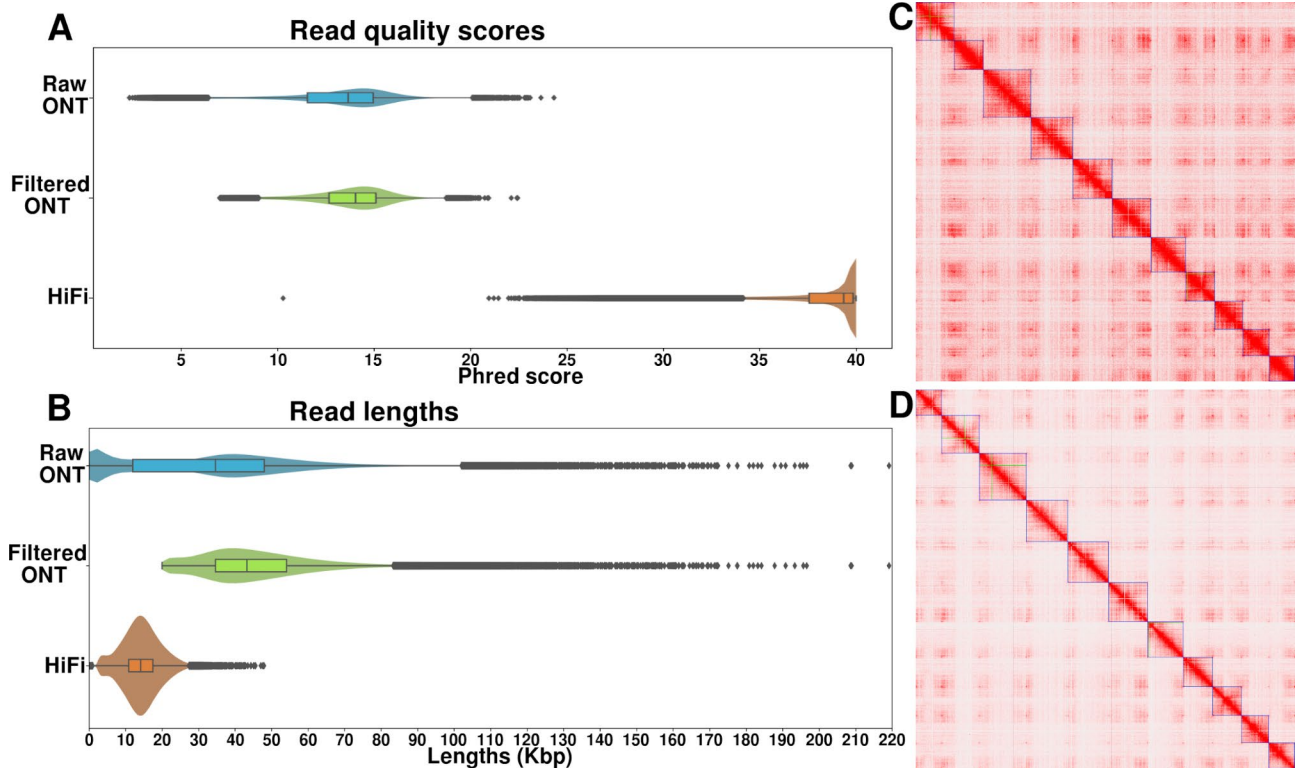 A
Read quality scores
Raw
ONT
Filtered
ONT
HiFi
5 10 15 20 25 30 35 40
Phred score
B
Read lengths
Raw
ONT
Filtered
ONT
HiFi
0 10 20 30 40 50 60 70 80 90 100 110 120 130 140 150 160 170 180 190 200 210 220
Lengths (Kbp)
C
D